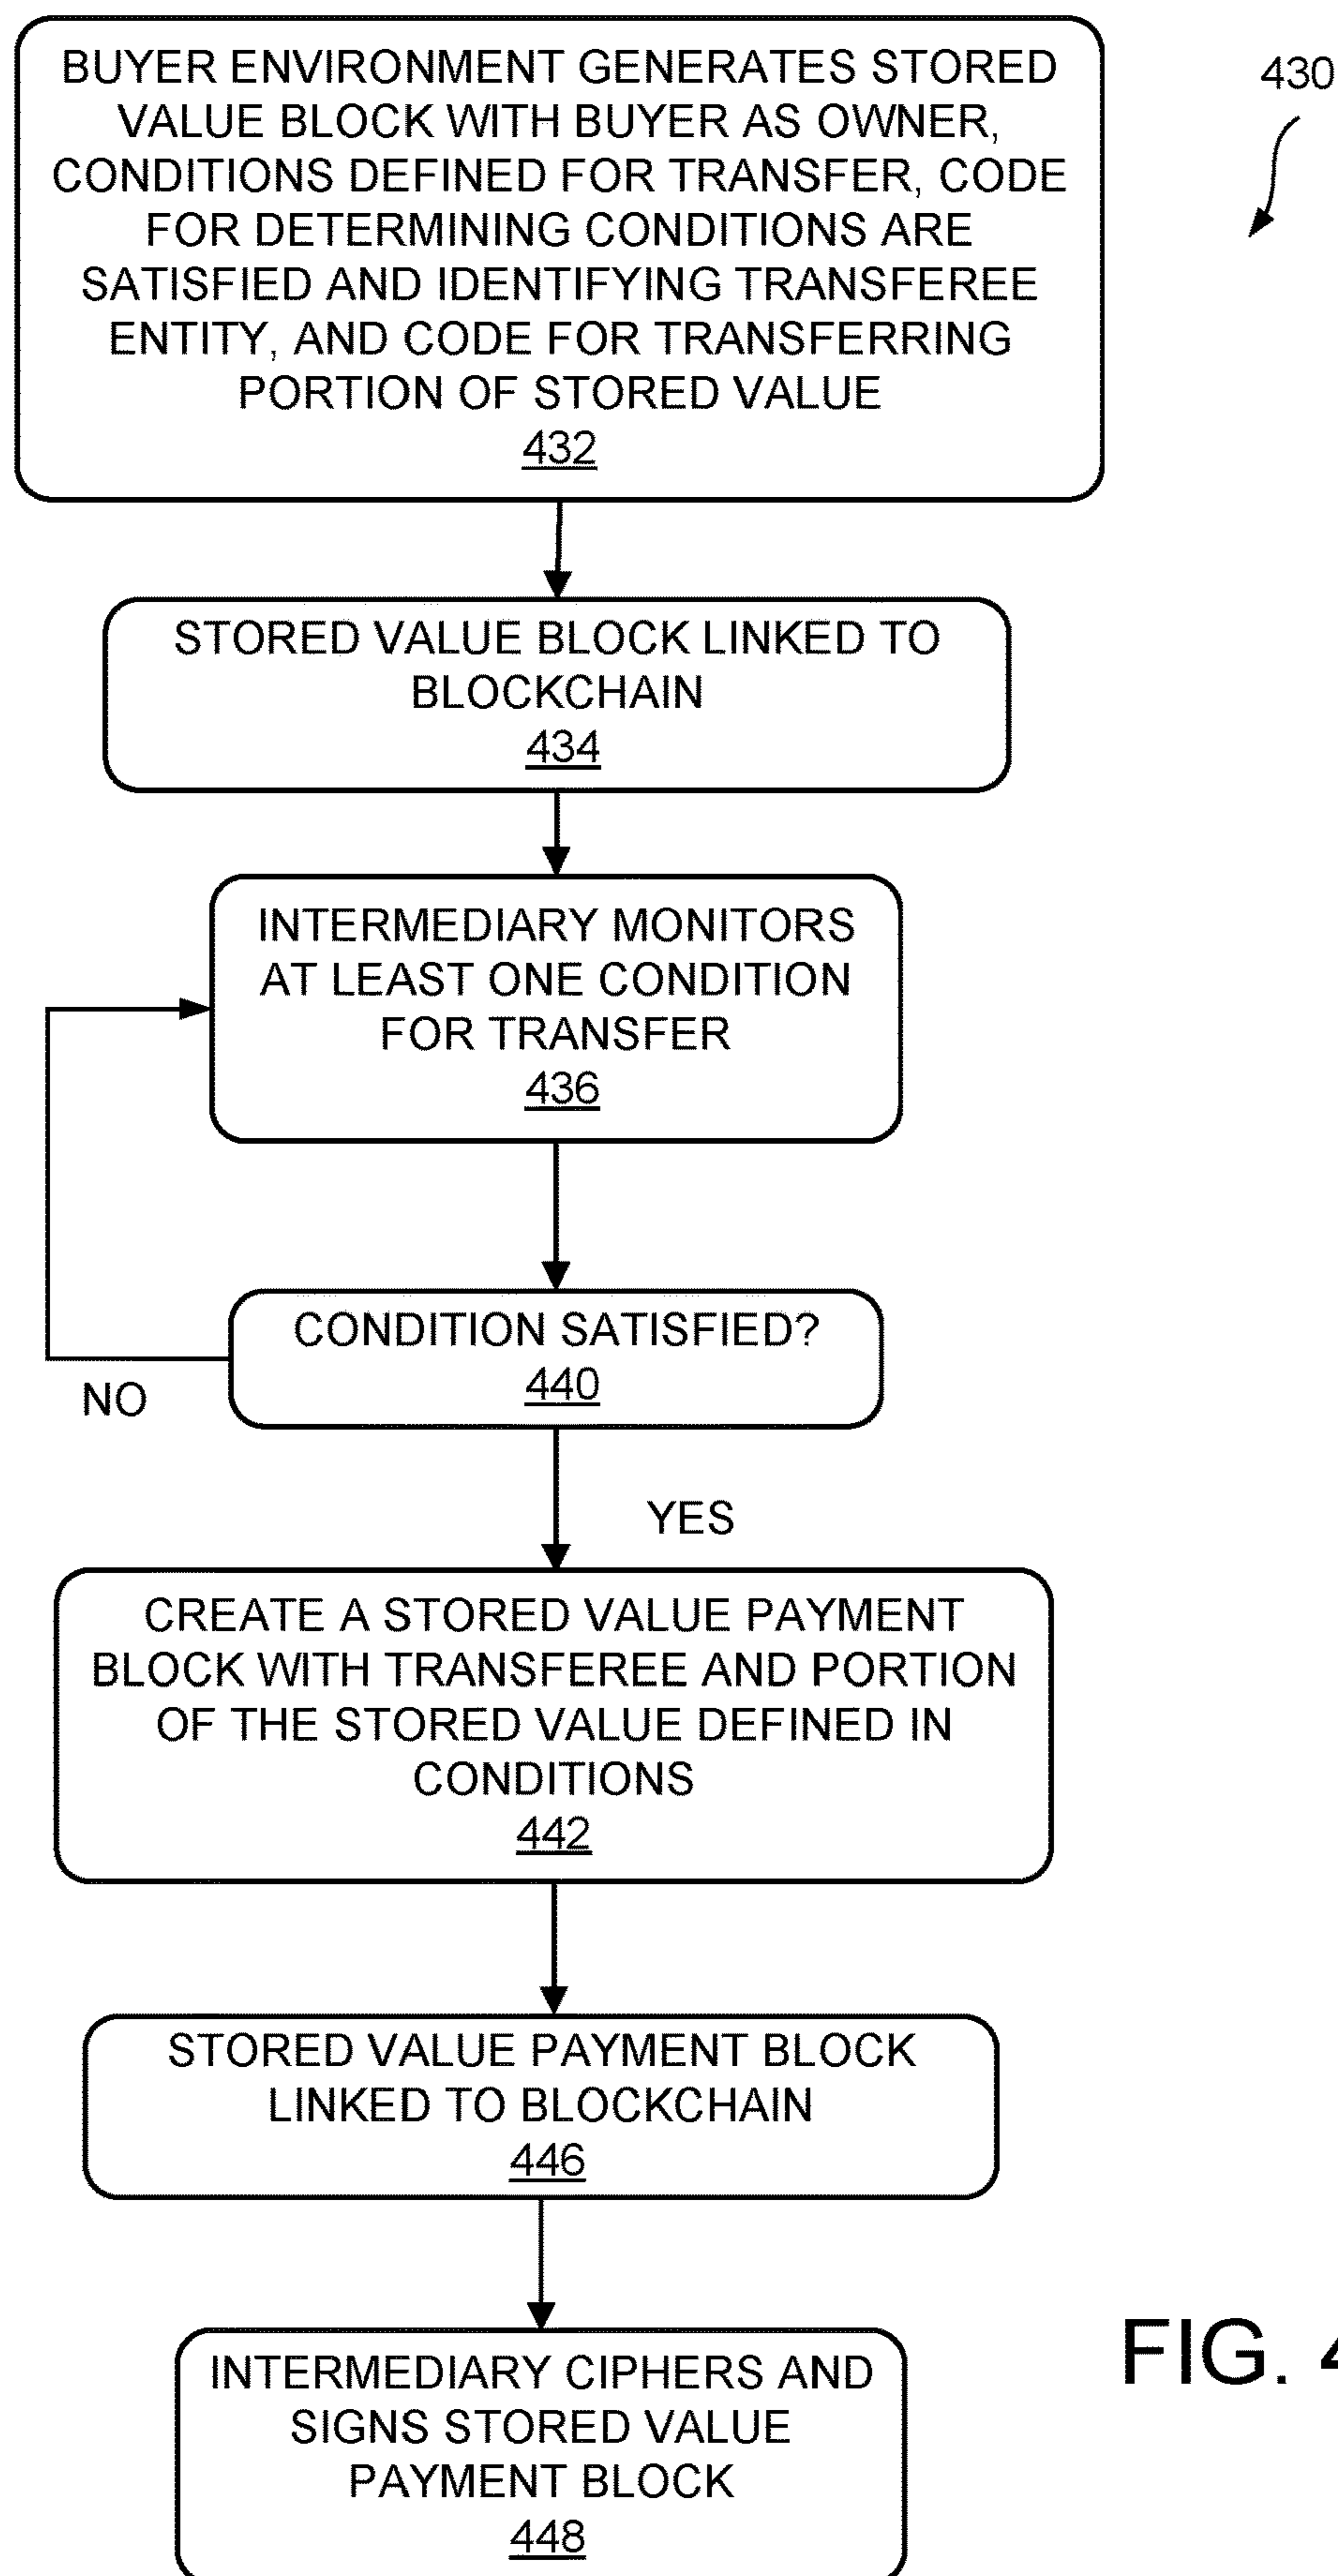 BUYER ENVIRONMENT GENERATES STORED
VALUE BLOCK WITH BUYER AS OWNER,
CONDITIONS DEFINED FOR TRANSFER, CODE
FOR DETERMINING CONDITIONS ARE
SATISFIED AND IDENTIFYING TRANSFEREE
ENTITY, AND CODE FOR TRANSFERRING
PORTION OF STORED VALUE
432
430
STORED VALUE BLOCK LINKED TO
BLOCKCHAIN
434
INTERMEDIARY MONITORS
AT LEAST ONE CONDITION
FOR TRANSFER
436
CONDITION SATISFIED?
440
NO
YES
CREATE A STORED VALUE PAYMENT
BLOCK WITH TRANSFEREE AND PORTION
OF THE STORED VALUE DEFINED IN
CONDITIONS
442
STORED VALUE PAYMENT BLOCK
LINKED TO BLOCKCHAIN
446
INTERMEDIARY CIPHERS AND
SIGNS STORED VALUE
PAYMENT BLOCK
448
FIG.